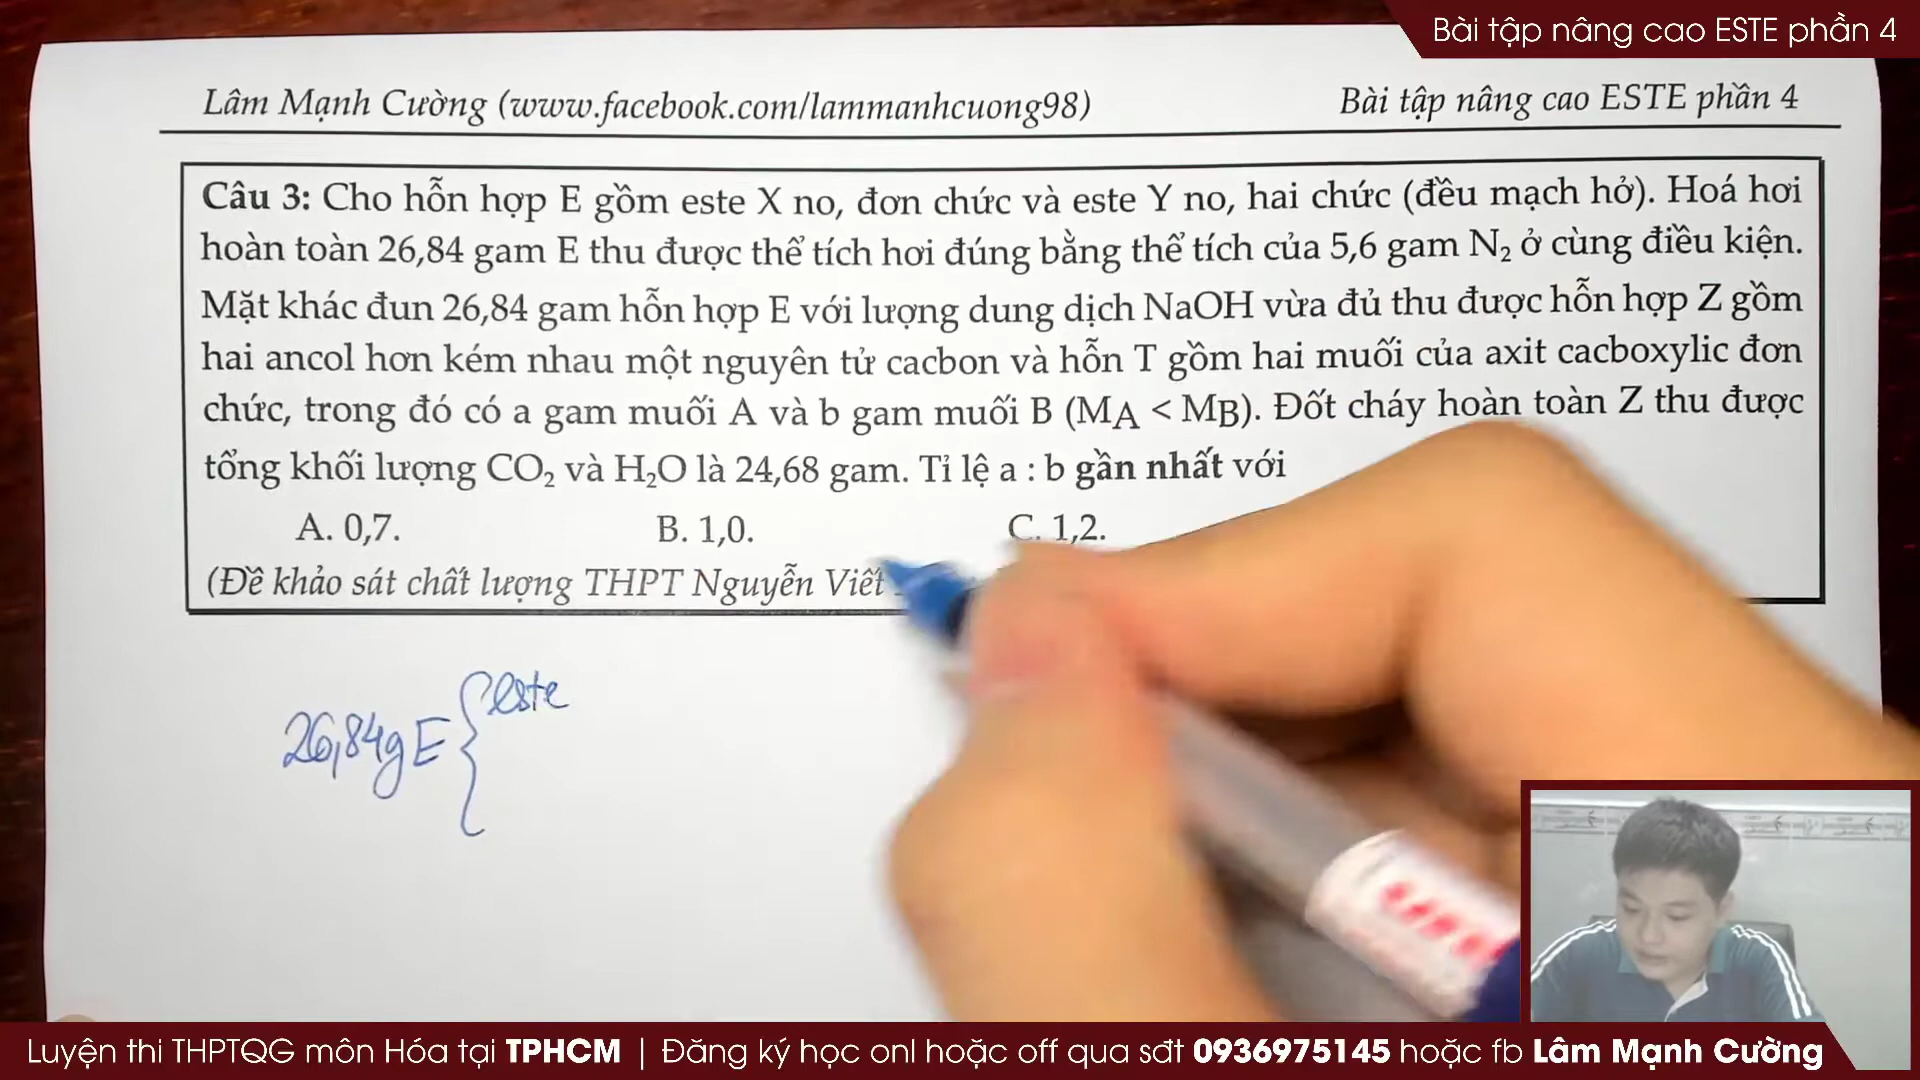 Bài tập nâng cao ESTE phần 4
Lâm Mạnh Cường (www.facebook.com/lammanhcuong98)
Bài tập nâng cao ESTE phần 4
Câu 3: Cho hỗn hợp E gồm este X no, đơn chức và este Y no, hai chức (đều mạch hở). Hoá hơi
hoàn toàn 26,84 gam E thu được thể tích hơi đúng bằng thể tích của 5,6 gam N₂ ở cùng điều kiện.
Mặt khác đun 26,84 gam hỗn hợp E với lượng dung dịch NaOH vừa đủ thu được hỗn hợp Z gồm
hai ancol hơn kém nhau một nguyên tử cacbon và hỗn T gồm hai muối của axit cacboxylic đơn
chức, trong đó có a gam muối A và b gam muối B (MA < MB). Đốt cháy hoàn toàn Z thu được
tổng khối lượng CO₂ và H₂O là 24,68 gam. Tỉ lệ a : b gần nhất với
A. 0,7. B. 1,0. C. 1,2.
(Đề khảo sát chất lượng THPT Nguyễn Viết
26,84g E { este
Luyện thi THPTQG môn Hóa tại TPHCM | Đăng ký học onl hoặc off qua sđt 0936975145 hoặc fb Lâm Mạnh Cường